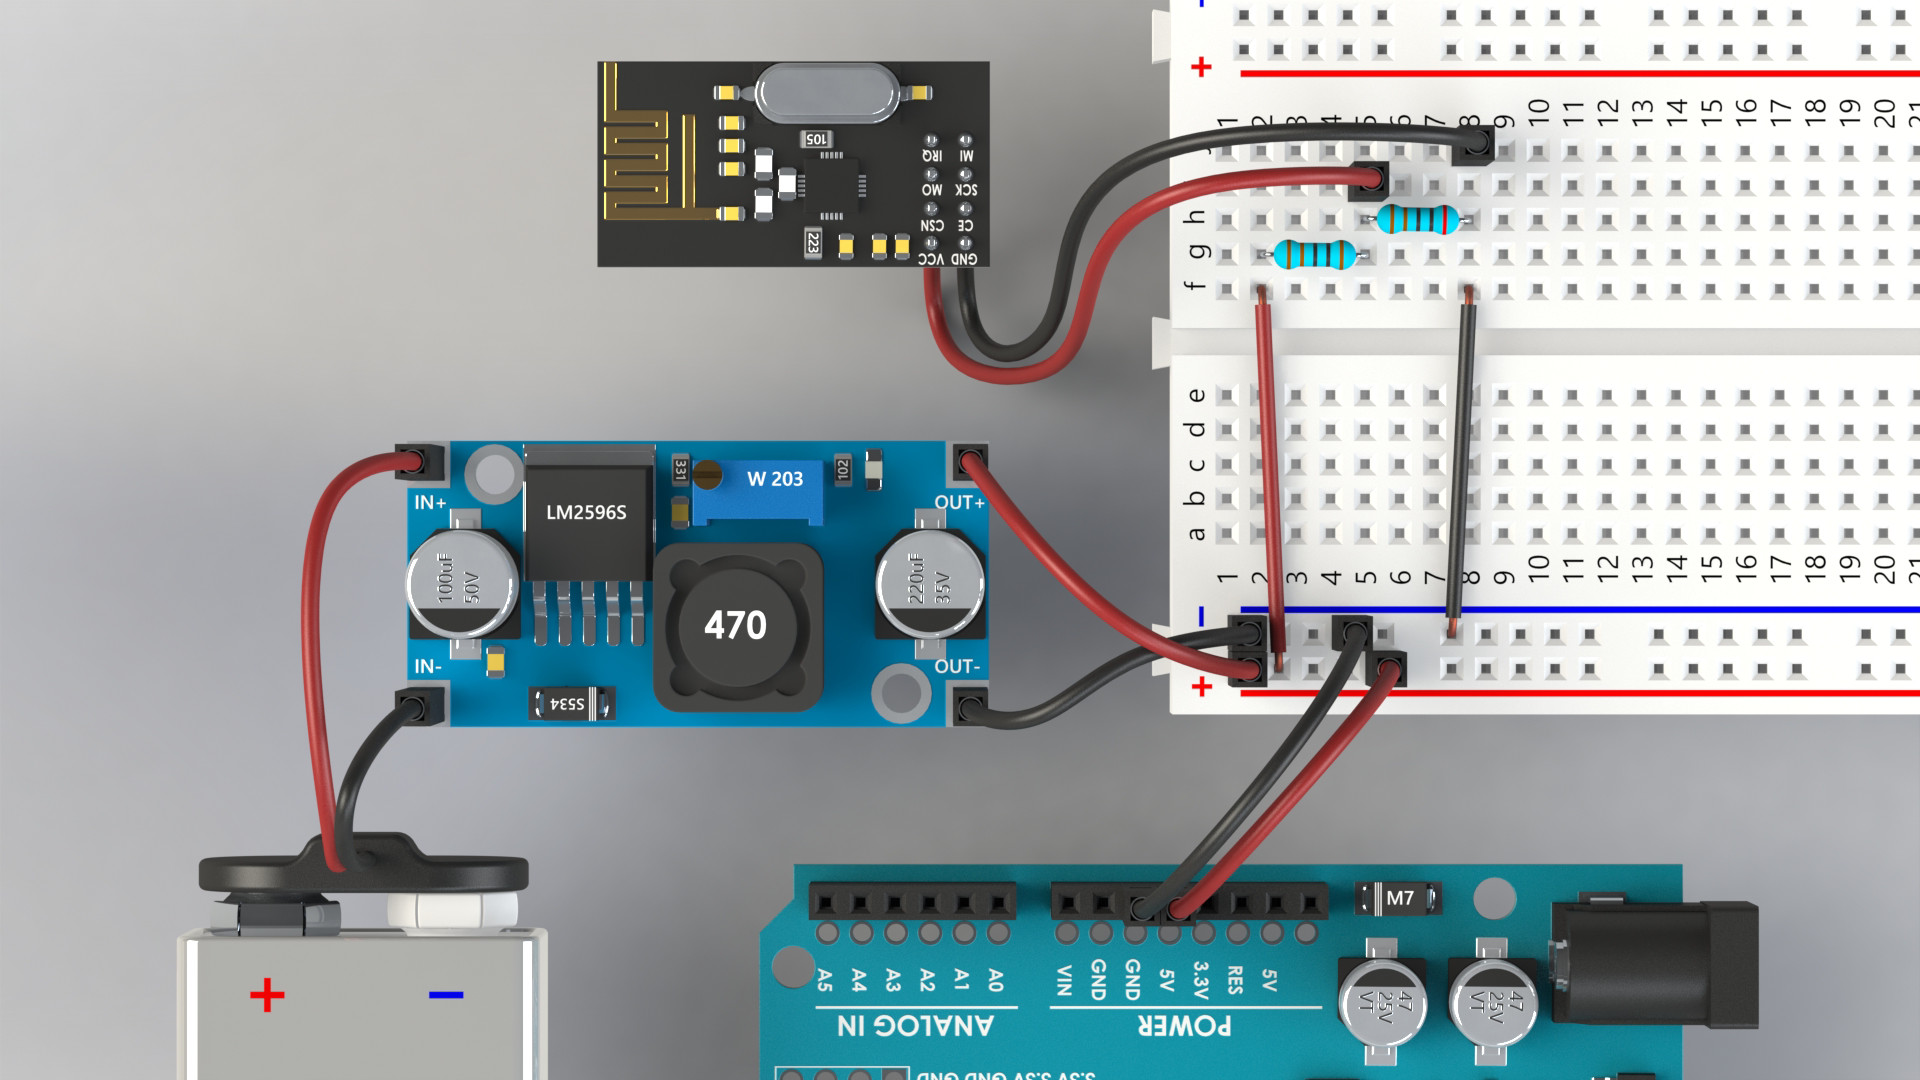 105
IRQ MI
MO SCK
CSN CE
VCC GND
223
+
1 2 3 4 5 6 7 8 9 10 11 12 13 14 15 16 17 18 19 20 21
h
g
f
e
d
c
b
a
1 2 3 4 5 6 7 8 9 10 11 12 13 14 15 16 17 18 19 20 21
-
+
IN+
LM2596S
331
W 203
102
OUT+
100uF
50V
470
220uF
35V
IN-
OUT-
S534
+ -
M7
A5 A4 A3 A2 A1 A0
ANALOG IN
VIN GND GND 5V 3.3V RES 5V
POWER
47
25V
VT
47
25V
VT